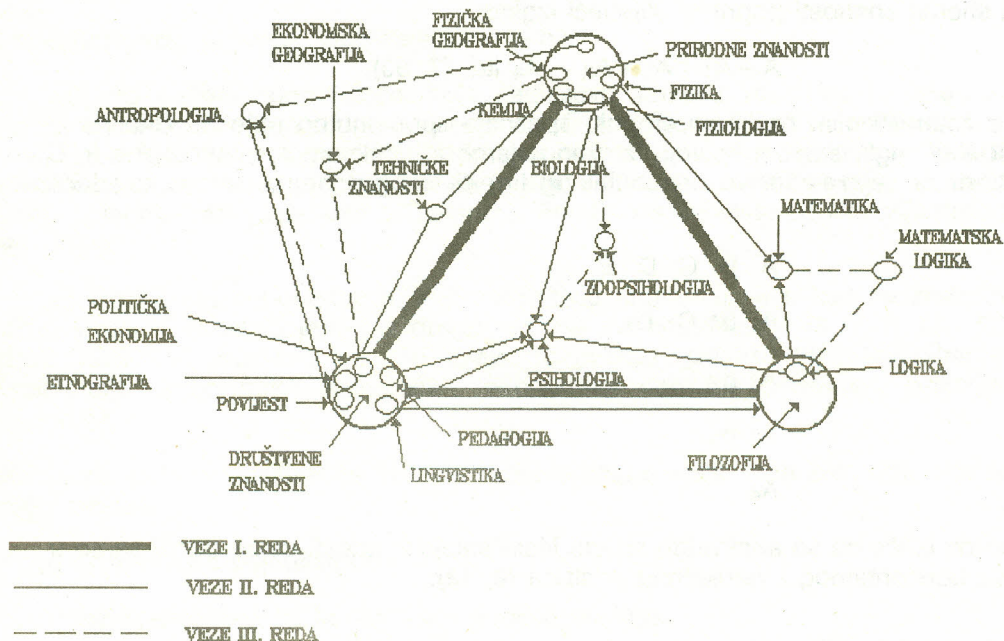 EKONOMSKA
GEOGRAFIJA
FIZIČKA
GEOGRAFIJA
PRIRODNE ZNANOSTI
ANTROPOLOGIJA
KEMIJA
FIZIKA
FIZIOLOGIJA
TEHNIČKE
ZNANOSTI
BIOLOGIJA
MATEMATIKA
MATEMATSKA
LOGIKA
ZOOPSIHOLOGIJA
POLITIČKA
EKONOMIJA
ETNOGRAFIJA
PSIHOLOGIJA
LOGIKA
POVIJEST
PEDAGOGIJA
DRUŠTVENE
ZNANOSTI
LINGVISTIKA
FILOZOFIJA
VEZE I. REDA
VEZE II. REDA
VEZE III. REDA